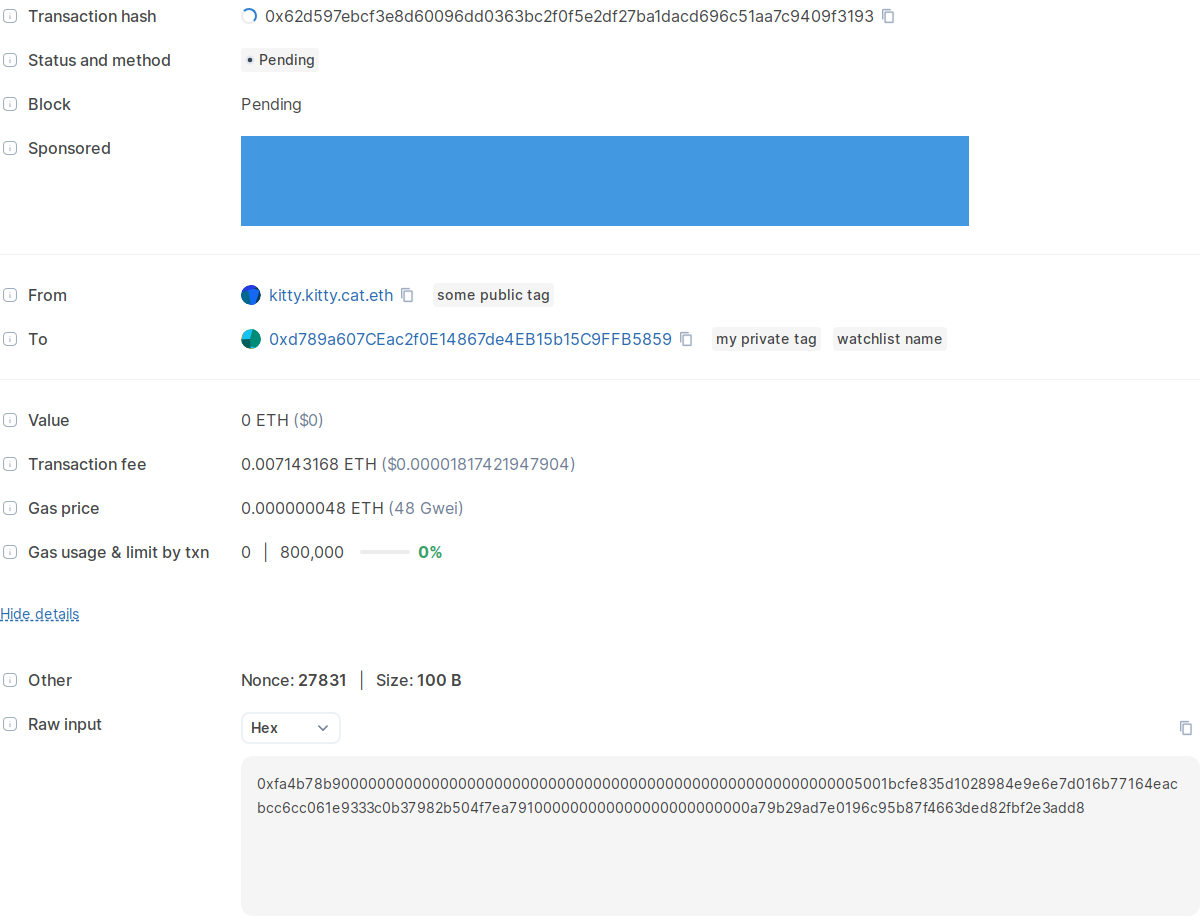 Transaction hash 0x62d597ebcf3e8d60096dd0363bc2f0f5e2df27ba1dacd696c51aa7c9409f3193
Status and method Pending
Block Pending
Sponsored
From kitty.kitty.cat.eth some public tag
To 0xd789a607CEac2f0E14867de4EB15b15C9FFB5859 my private tag watchlist name
Value 0 ETH ($0)
Transaction fee 0.007143168 ETH ($0.00001817421947904)
Gas price 0.000000048 ETH (48 Gwei)
Gas usage & limit by txn 0 | 800,000 0%
Hide details
Other Nonce: 27831 | Size: 100 B
Raw input Hex
0xfa4b78b90000000000000000000000000000000000000000000000000000000005001bcfe835d1028984e9e6e7d016b77164eac
bcc6cc061e9333c0b37982b504f7ea791000000000000000000000000a79b29ad7e0196c95b87f4663ded82fbf2e3add8